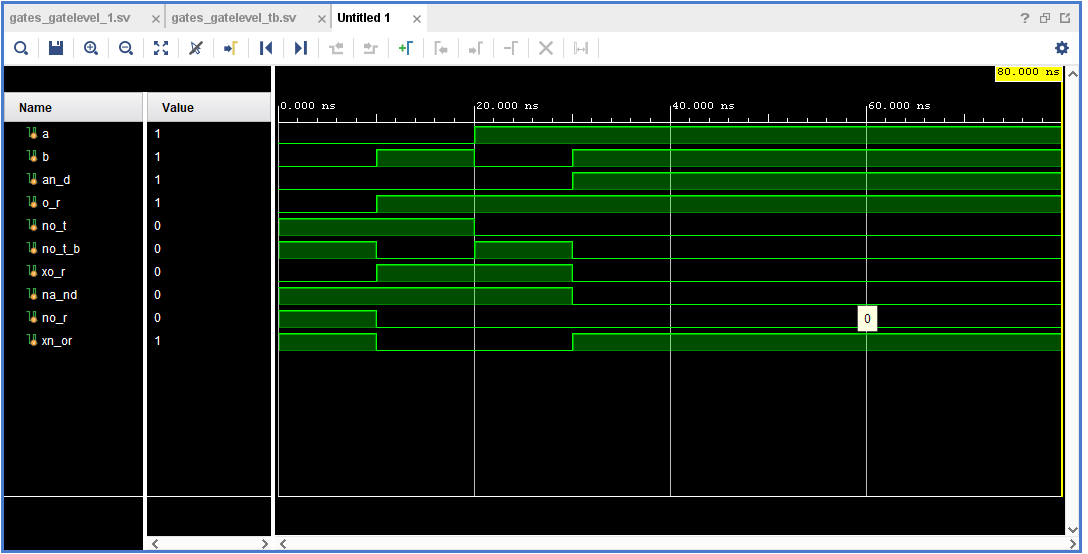 gates_gatelevel_1.sv × gates_gatelevel_tb.sv × Untitled 1 × ?
80.000 ns
Name Value 0.000 ns 20.000 ns 40.000 ns 60.000 ns
a 1
b 1
an_d 1
o_r 1
no_t 0
no_t_b 0
xo_r 0
na_nd 0
no_r 0 0
xn_or 1